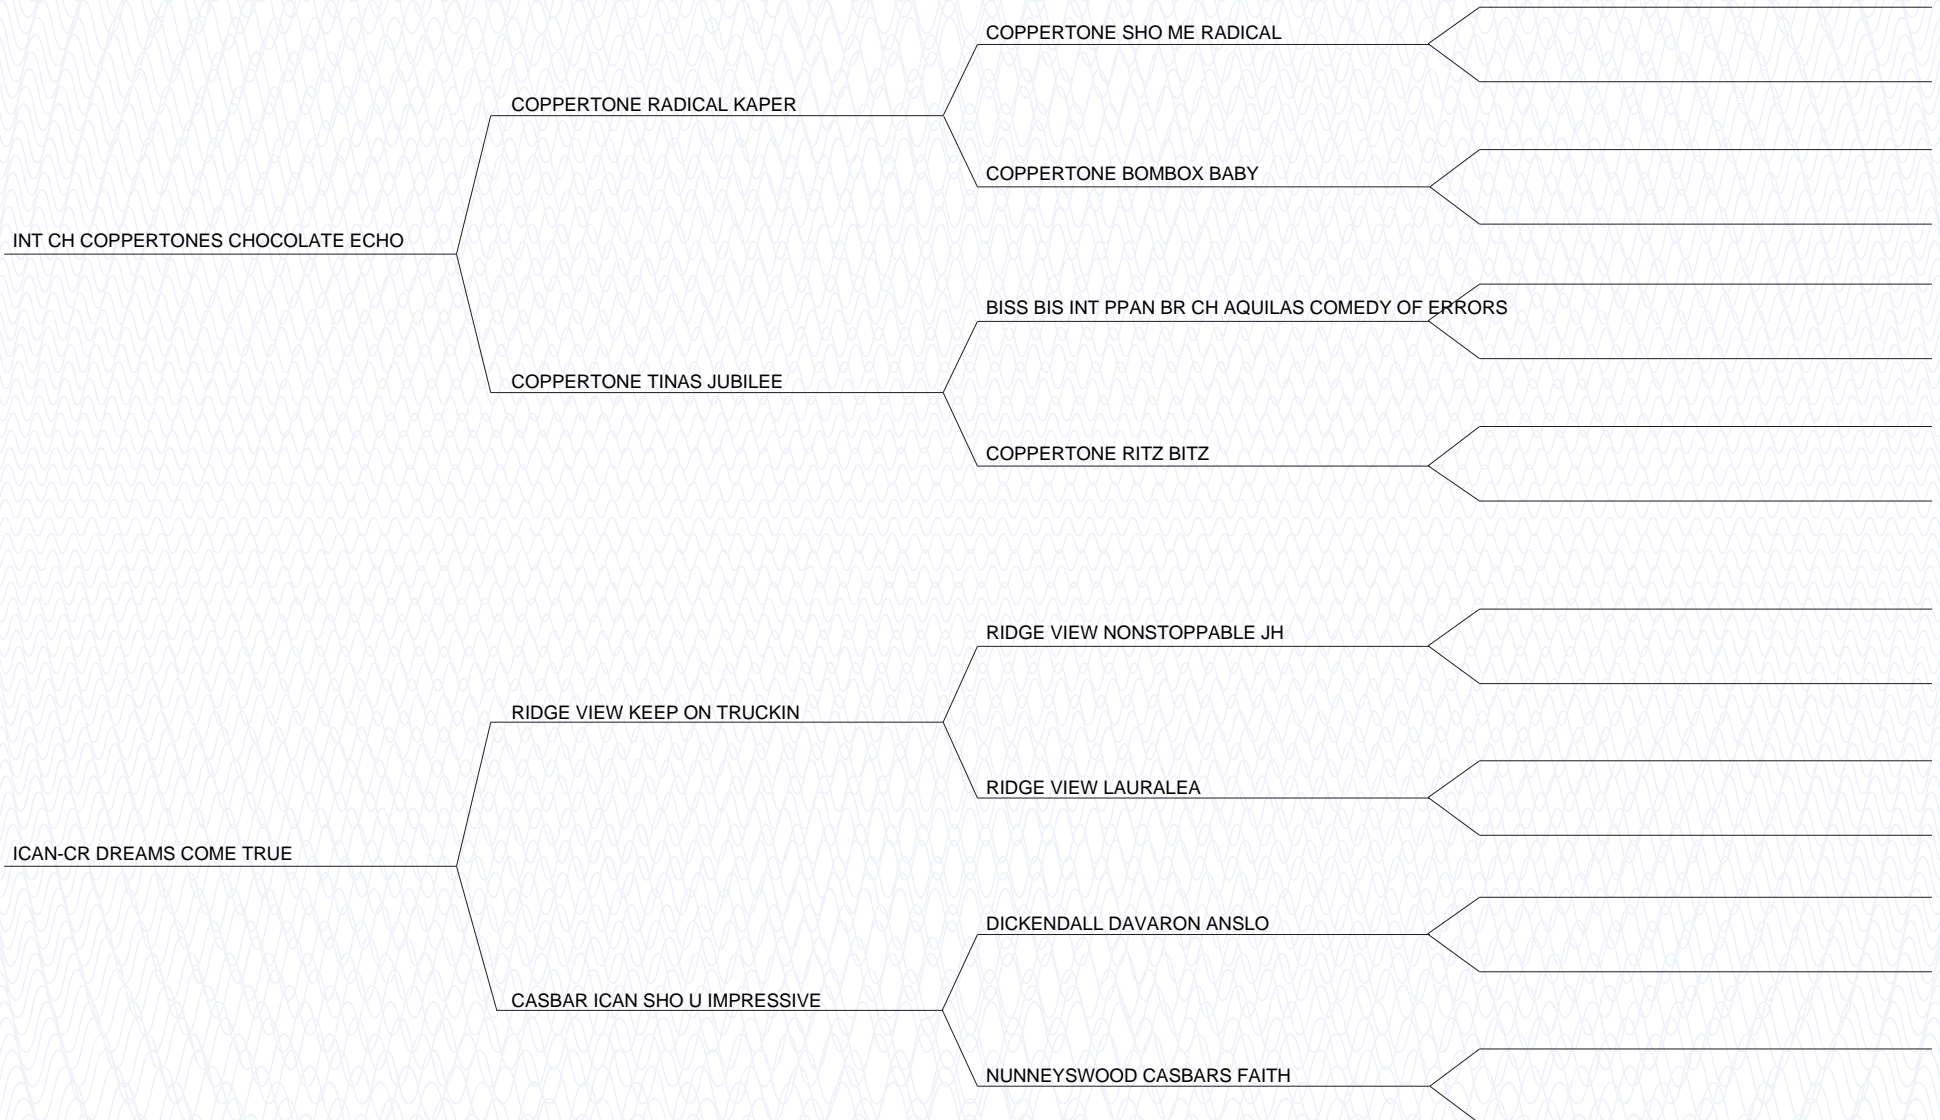 COPPERTONE SHO ME RADICAL
COPPERTONE RADICAL KAPER
COPPERTONE BOMBOX BABY
INT CH COPPERTONES CHOCOLATE ECHO
BISS BIS INT PPAN BR CH AQUILAS COMEDY OF ERRORS
COPPERTONE TINAS JUBILEE
COPPERTONE RITZ BITZ
RIDGE VIEW NONSTOPPABLE JH
RIDGE VIEW KEEP ON TRUCKIN
RIDGE VIEW LAURALEA
ICAN-CR DREAMS COME TRUE
DICKENDALL DAVARON ANSLO
CASBAR ICAN SHO U IMPRESSIVE
NUNNEYSWOOD CASBARS FAITH